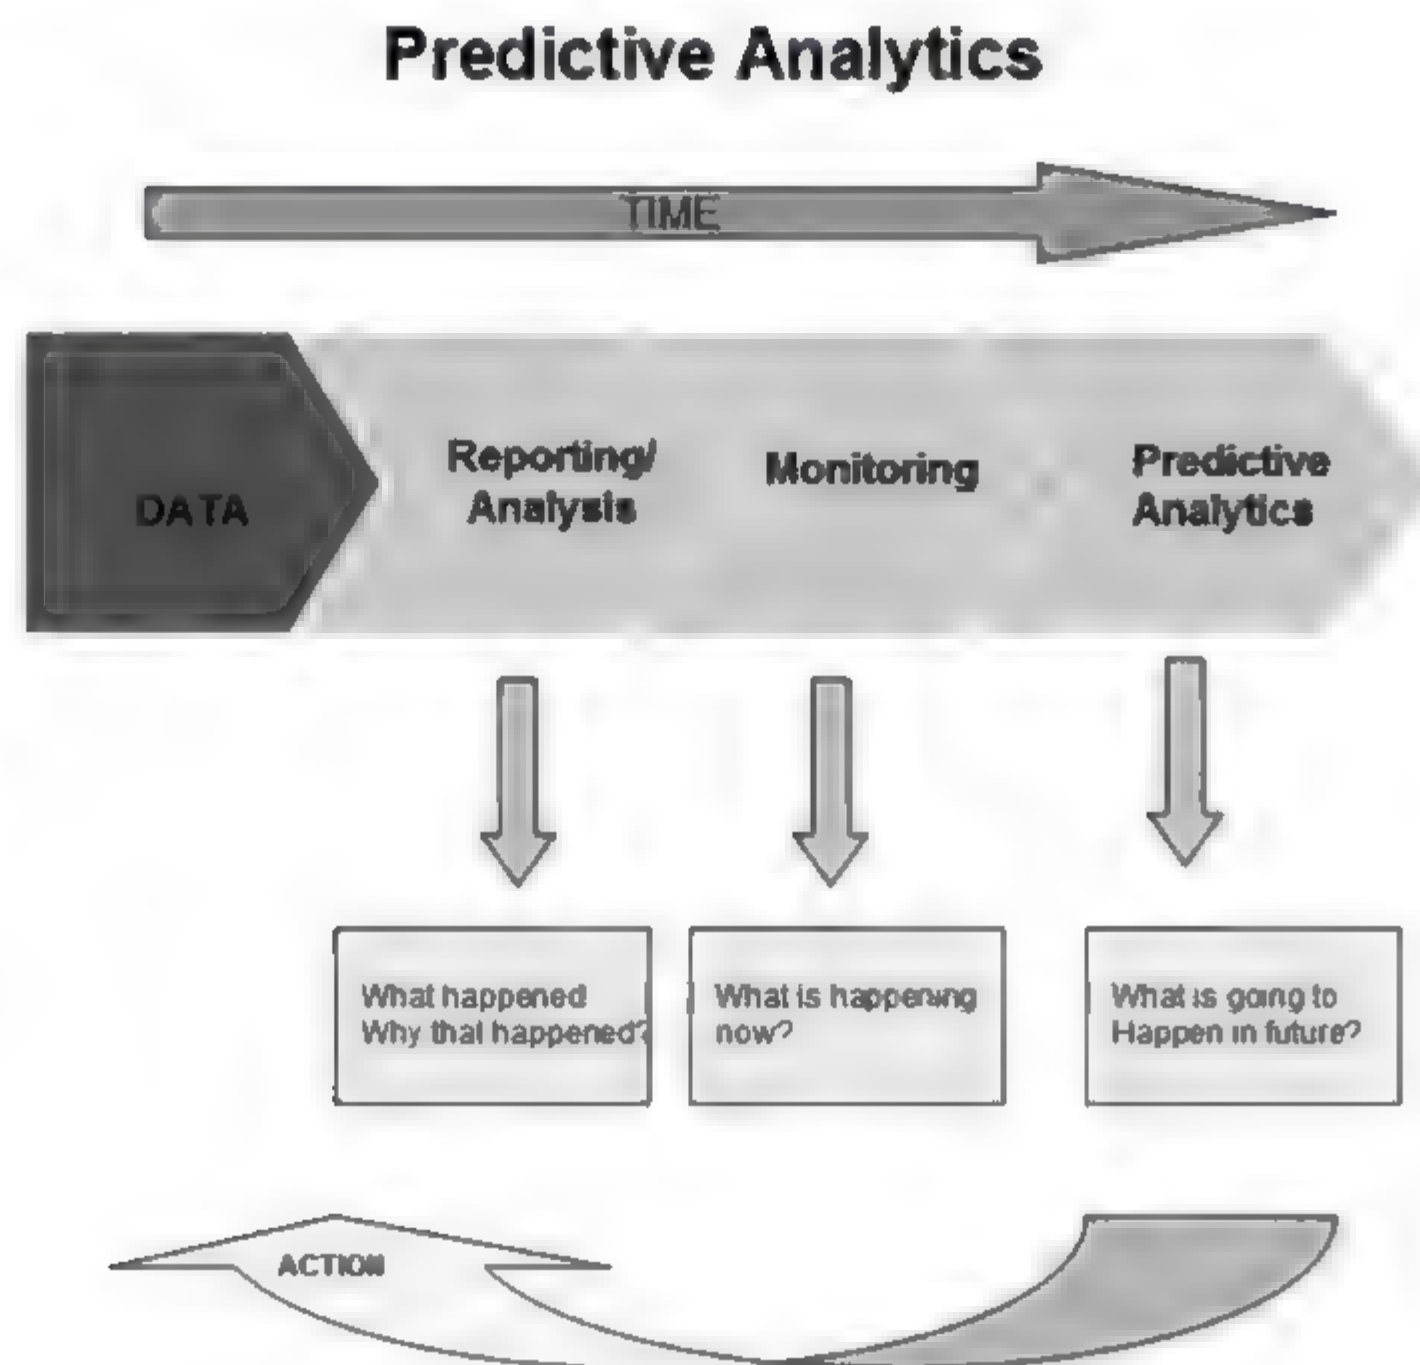 Predictive Analytics
TIME
DATA
Reporting/
Analysis
Monitoring
Predictive
Analytics
What happened
Why that happened?
What is happening
now?
What is going to
Happen in future?
ACTION